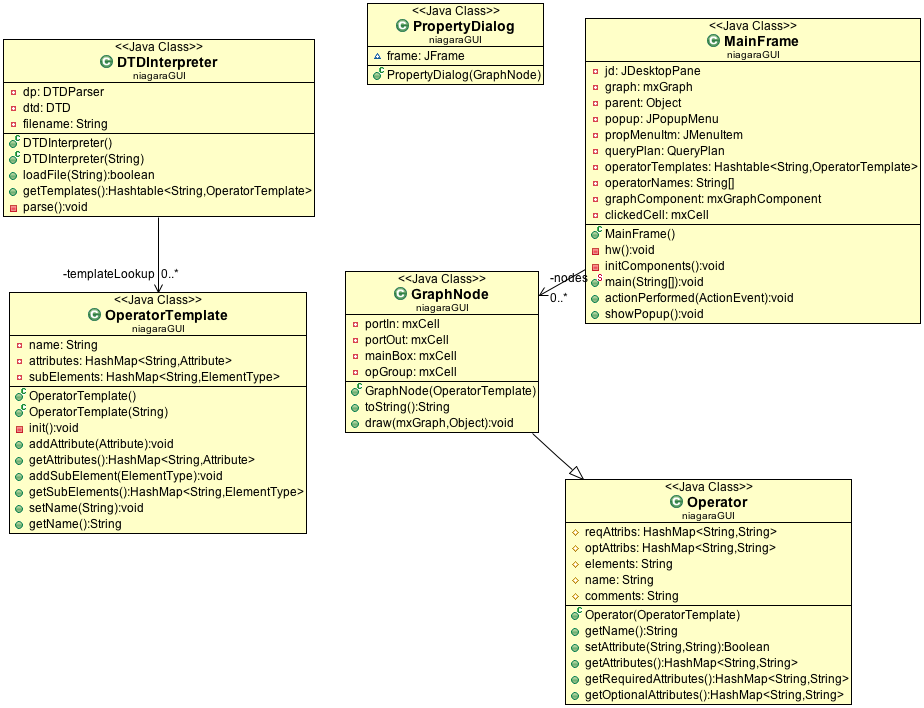 <<Java Class>>
DTDInterpreter
niagaraGUI
dp: DTDParser
dtd: DTD
filename: String
DTDInterpreter()
DTDInterpreter(String)
loadFile(String):boolean
getTemplates():Hashtable<String,OperatorTemplate>
parse():void
<<Java Class>>
PropertyDialog
niagaraGUI
frame: JFrame
PropertyDialog(GraphNode)
<<Java Class>>
MainFrame
niagaraGUI
jd: JDesktopPane
graph: mxGraph
parent: Object
popup: JPopupMenu
propMenuItm: JMenuItem
queryPlan: QueryPlan
operatorTemplates: Hashtable<String,OperatorTemplate>
operatorNames: String[]
graphComponent: mxGraphComponent
clickedCell: mxCell
MainFrame()
hw():void
initComponents():void
main(String[]):void
actionPerformed(ActionEvent):void
showPopup():void
-templateLookup 0..*
-nodes
0..*
<<Java Class>>
OperatorTemplate
niagaraGUI
name: String
attributes: HashMap<String,Attribute>
subElements: HashMap<String,ElementType>
OperatorTemplate()
OperatorTemplate(String)
init():void
addAttribute(Attribute):void
getAttributes():HashMap<String,Attribute>
addSubElement(ElementType):void
getSubElements():HashMap<String,ElementType>
setName(String):void
getName():String
<<Java Class>>
GraphNode
niagaraGUI
portIn: mxCell
portOut: mxCell
mainBox: mxCell
opGroup: mxCell
GraphNode(OperatorTemplate)
toString():String
draw(mxGraph,Object):void
<<Java Class>>
Operator
niagaraGUI
reqAttribs: HashMap<String,String>
optAttribs: HashMap<String,String>
elements: String
name: String
comments: String
Operator(OperatorTemplate)
getName():String
setAttribute(String,String):Boolean
getAttributes():HashMap<String,String>
getRequiredAttributes():HashMap<String,String>
getOptionalAttributes():HashMap<String,String>